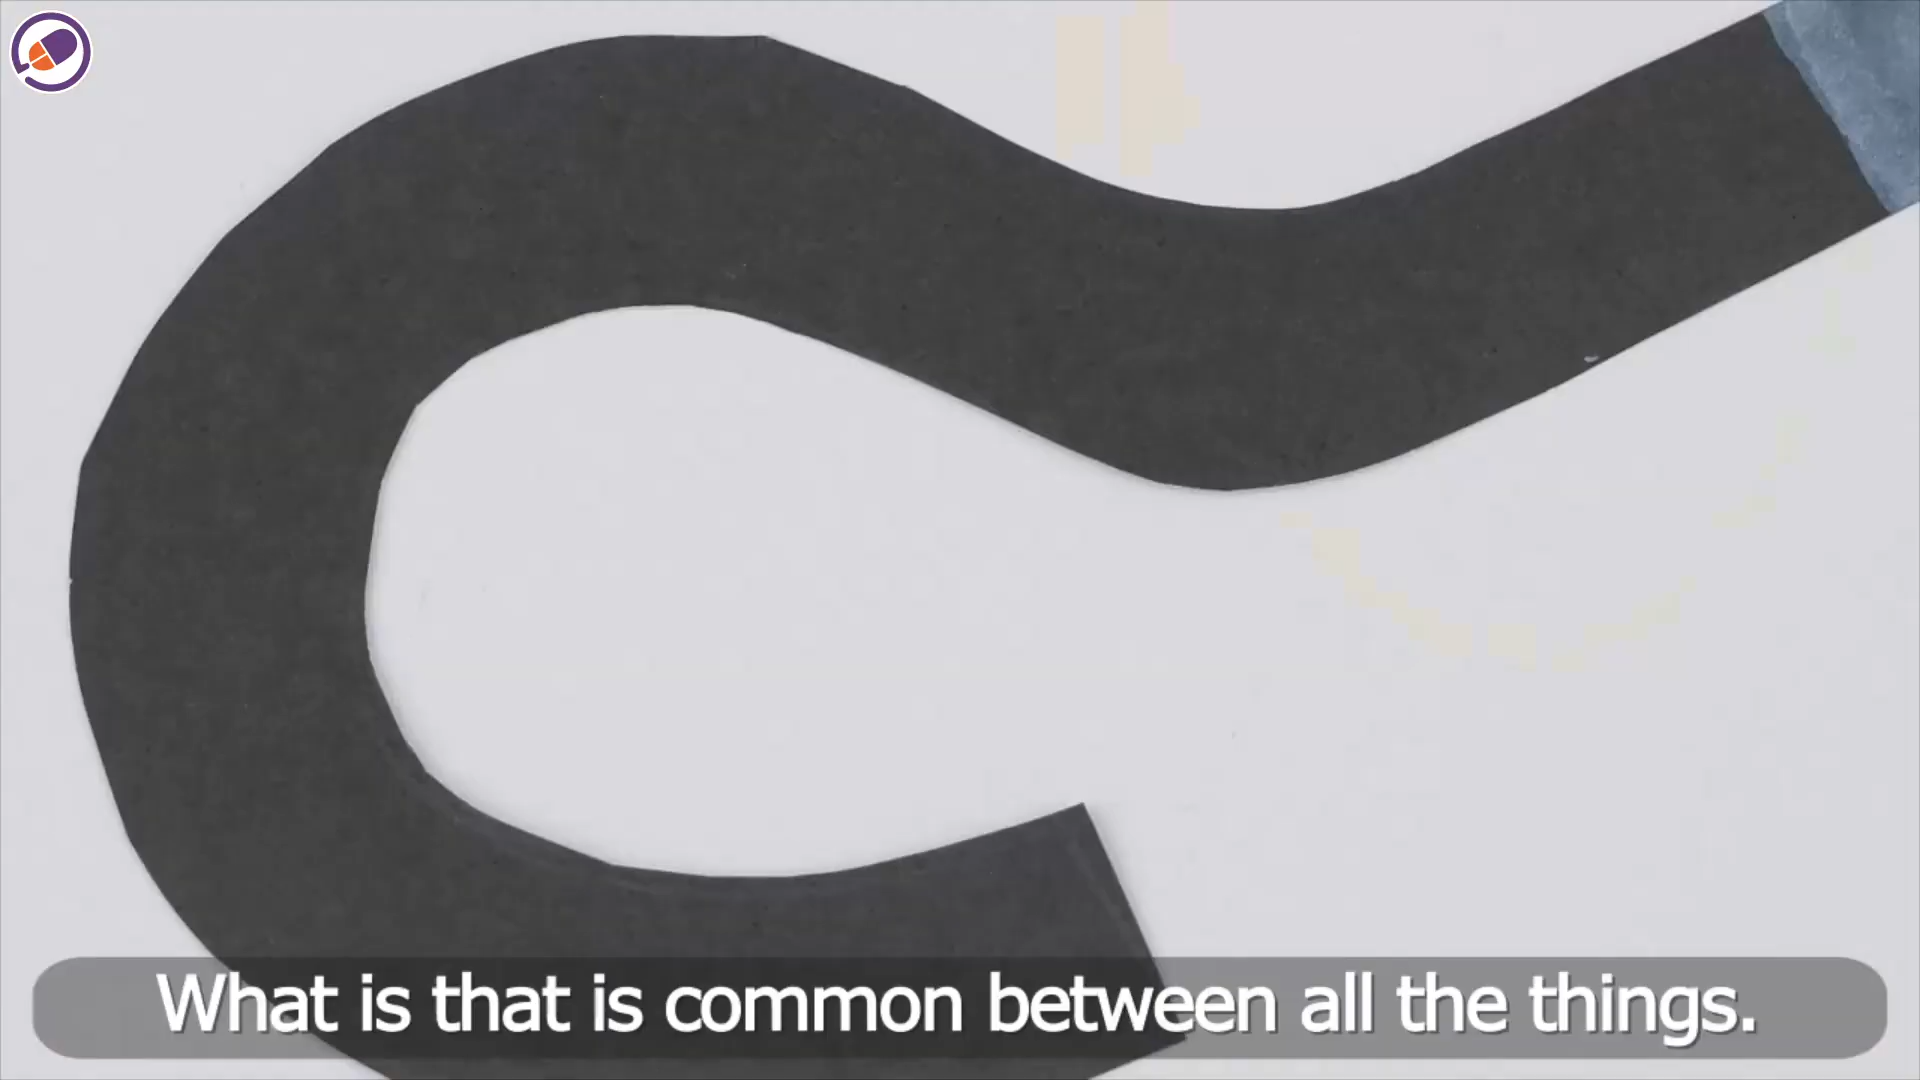 What is that is common between all the things.